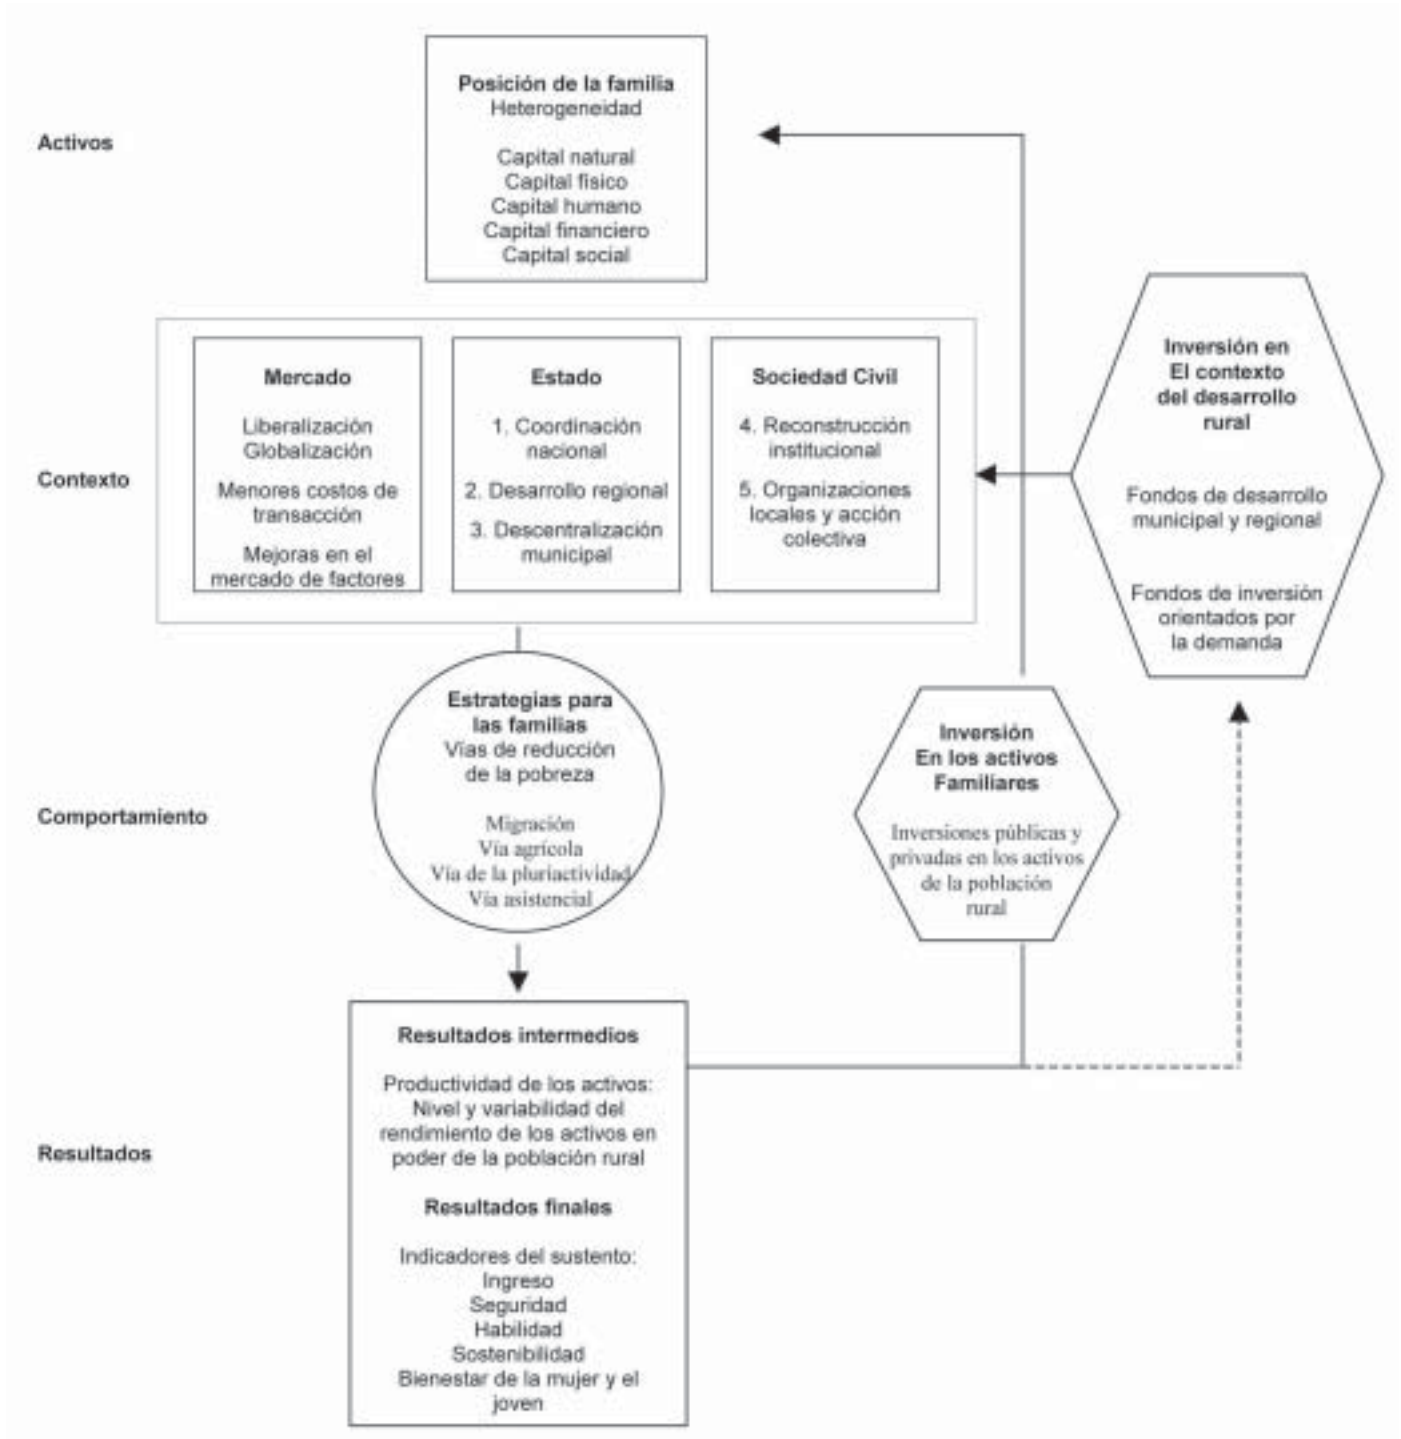 Activos
Posición de la familia
Heterogeneidad
Capital natural
Capital físico
Capital humano
Capital financiero
Capital social
Contexto
Mercado
Liberalización
Globalización
Menores costos de
transacción
Mejoras en el
mercado de factores
Estado
1. Coordinación
nacional
2. Desarrollo regional
3. Descentralización
municipal
Sociedad Civil
4. Reconstrucción
institucional
5. Organizaciones
locales y acción
colectiva
Inversión en
El contexto
del desarrollo
rural
Fondos de desarrollo
municipal y regional
Fondos de inversión
orientados por
la demanda
Comportamiento
Estrategias para
las familias
Vías de reducción
de la pobreza
Migración
Vía agrícola
Vía de la pluriactividad
Vía asistencial
Inversión
En los activos
Familiares
Inversiones públicas y
privadas en los activos
de la población
rural
Resultados
Resultados intermedios
Productividad de los activos:
Nivel y variabilidad del
rendimiento de los activos en
poder de la población rural
Resultados finales
Indicadores del sustento:
Ingreso
Seguridad
Habilidad
Sostenibilidad
Bienestar de la mujer y el
joven